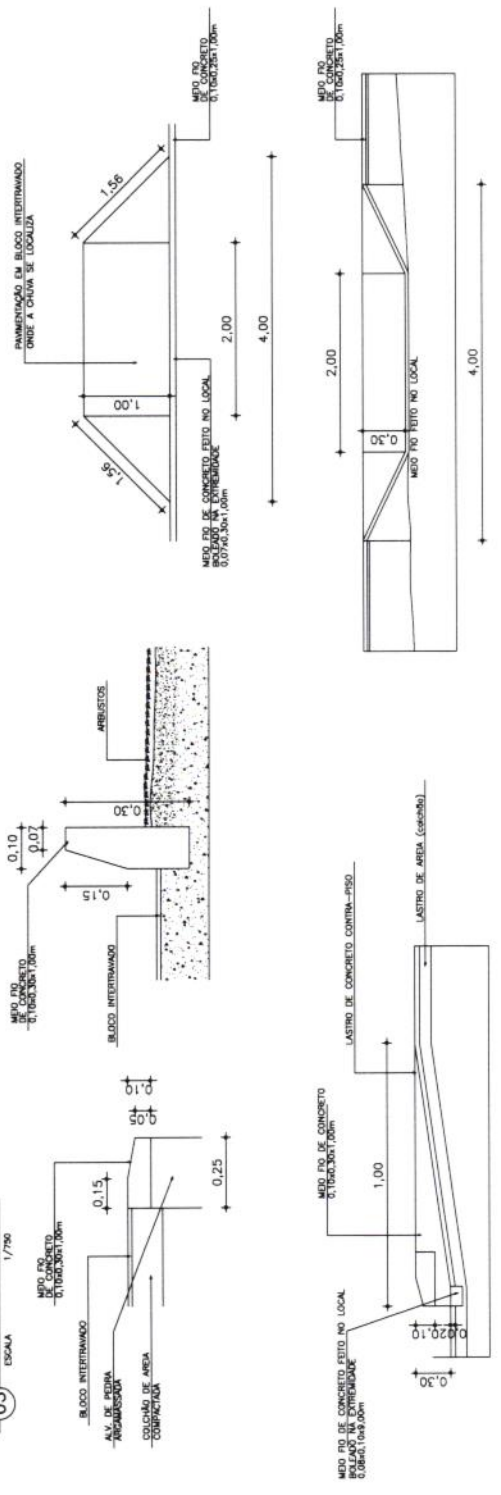 03
ESCALA 1/750
MEIO FIO
DE CONCRETO
0,10x0,30x1,00m
BLOCO INTERTRAVADO
ALV. DE PEDRA
ARGAMASSADA
COLCHÃO DE AREIA
COMPACTADA
0,15
0,05
0,10
0,25
MEIO FIO
DE CONCRETO
0,10x0,30x1,00m
0,10
0,07
0,15
0,30
BLOCO INTERTRAVADO
ARBUSTOS
PAVIMENTAÇÃO EM BLOCO INTERTRAVADO
ONDE A CHUVA SE LOCALIZA
1,56
1,00
1,56
2,00
4,00
MEIO FIO DE CONCRETO FEITO NO LOCAL
BOLEADO NA EXTREMIDADE
0,07x0,30x1,00m
MEIO FIO
DE CONCRETO
0,10x0,25x1,00m
MEIO FIO DE CONCRETO FEITO NO LOCAL
BOLEADO NA EXTREMIDADE
0,08x0,10x9,00m
MEIO FIO DE CONCRETO
0,10x0,30x1,00m
1,00
0,30
0,10
0,02
LASTRO DE CONCRETO CONTRA-PISO
LASTRO DE AREIA (colchão)
2,00
0,30
MEIO FIO FEITO NO LOCAL
4,00
MEIO FIO
DE CONCRETO
0,10x0,25x1,00m